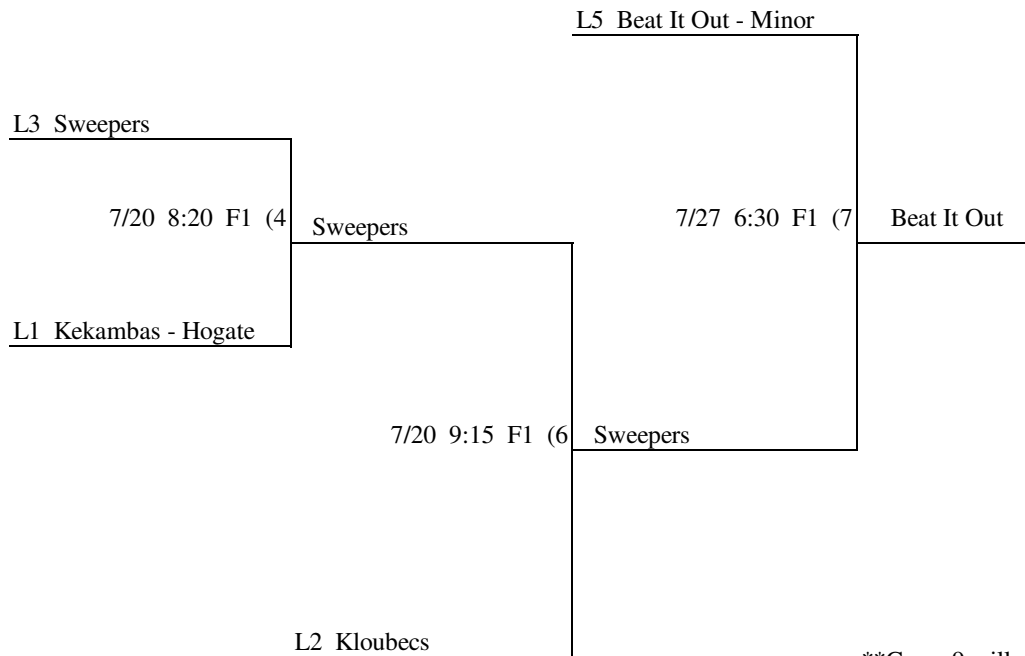 L5 Beat It Out - Minor
L3 Sweepers
7/20 8:20 F1 (4
Sweepers
7/27 6:30 F1 (7
Beat It Out
L1 Kekambas - Hogate
7/20 9:15 F1 (6
Sweepers
L2 Kloubecs